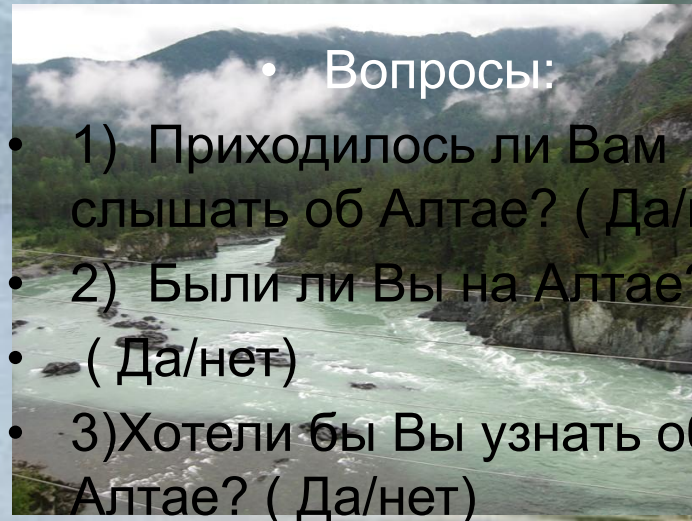 • Вопросы:
• 1) Приходилось ли Вам
слышать об Алтае? ( Да/
• 2) Были ли Вы на Алтае?
• ( Да/нет)
• 3)Хотели бы Вы узнать об
Алтае? ( Да/нет)